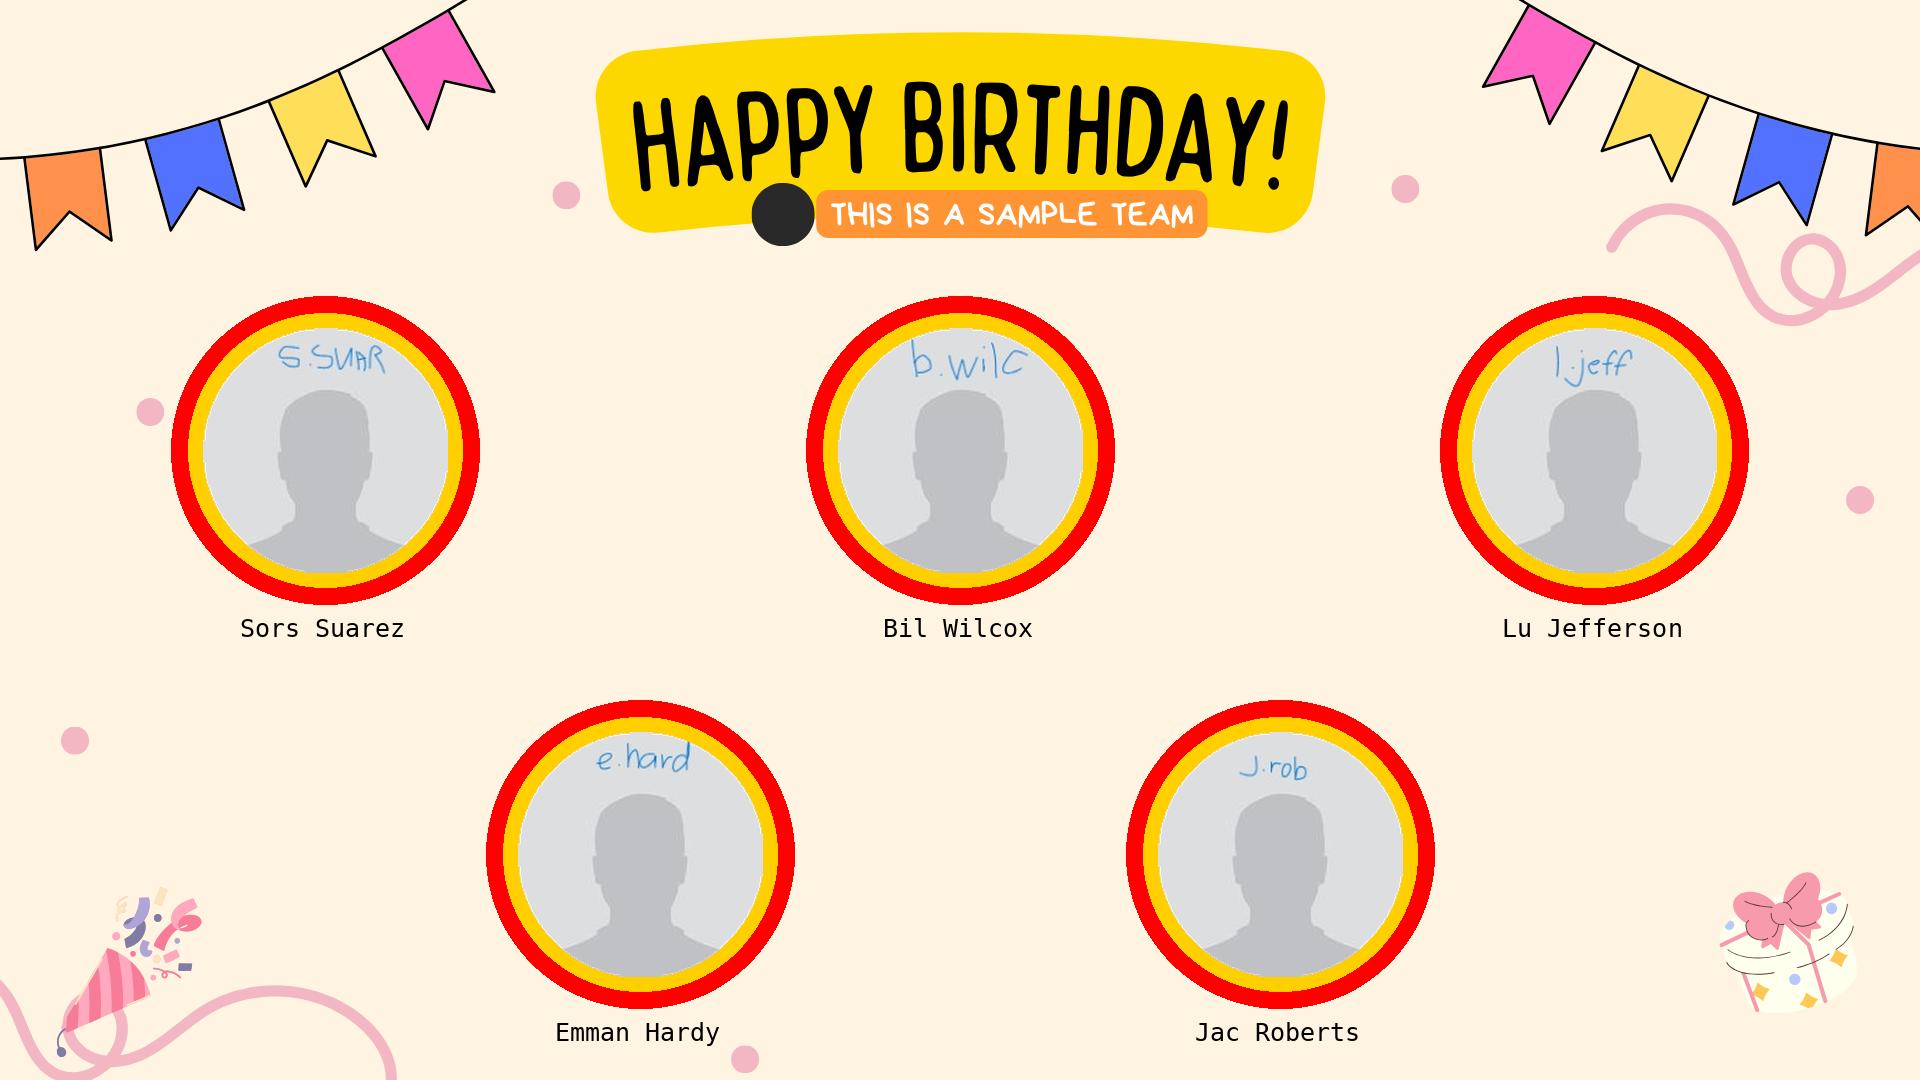 HAPPY BIRTHDAY!
THIS IS A SAMPLE TEAM
S.SUAR
b.wilc
l.jeff
Sors Suarez
Bil Wilcox
Lu Jefferson
e.hard
J.rob
Emman Hardy
Jac Roberts